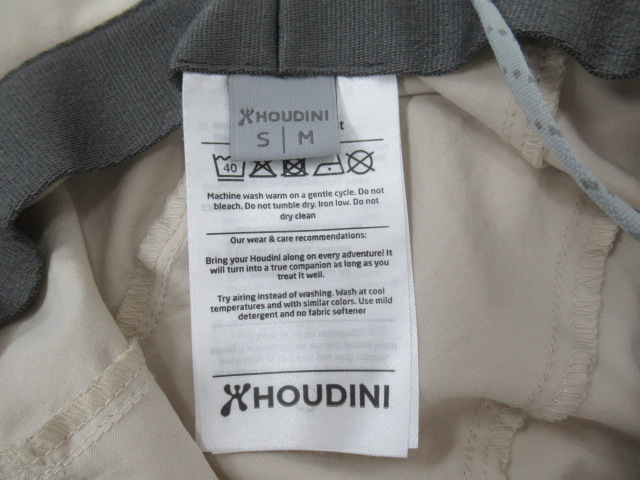 HOUDINI
S | M
t
40
Machine wash warm on a gentle cycle. Do not
bleach. Do not tumble dry. Iron low. Do not
dry clean
Our wear & care recommendations:
Bring your Houdini along on every adventure! It
will turn into a true companion as long as you
treat it well.
Try airing instead of washing. Wash at cool
temperatures and with similar colors. Use mild
detergent and no fabric softener
HOUDINI